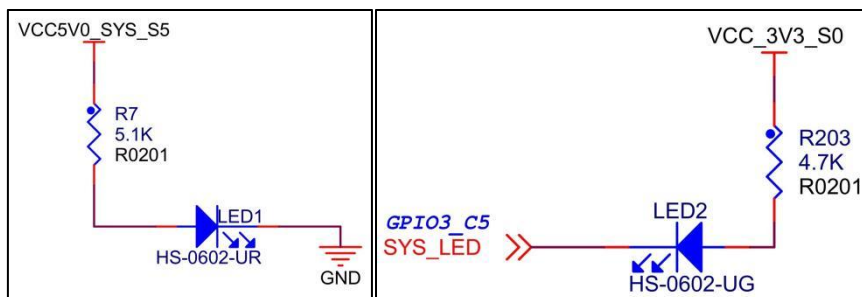 VCC5V0_SYS_S5
R7
5.1K
R0201
LED1
HS-0602-UR
GND
VCC_3V3_S0
R203
4.7K
R0201
LED2
GPIO3_C5
SYS_LED
HS-0602-UG